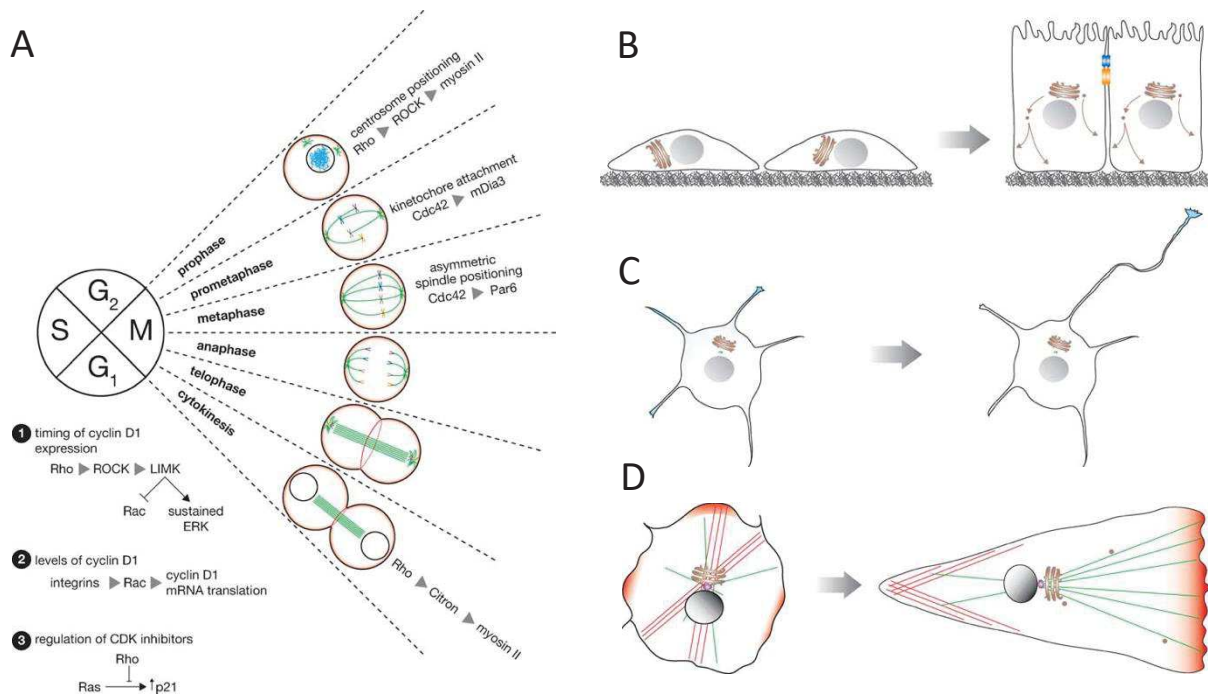 A
centrosome positioning
Rho ▶ ROCK ▶ myosin II
kinetochore attachment
Cdc42 ▶ mDia3
asymmetric
spindle positioning
Cdc42 ▶ Par6
prophase
prometaphase
metaphase
anaphase
telophase
cytokinesis
G2
S
M
G1
Rho ▶ Citron ▶ myosin II
1 timing of cyclin D1
expression
Rho ▶ ROCK ▶ LIMK
Rac
sustained
ERK
2 levels of cyclin D1
integrins ▶ Rac ▶ cyclin D1
mRNA translation
3 regulation of CDK inhibitors
Rho
Ras → ↑p21
B
C
D